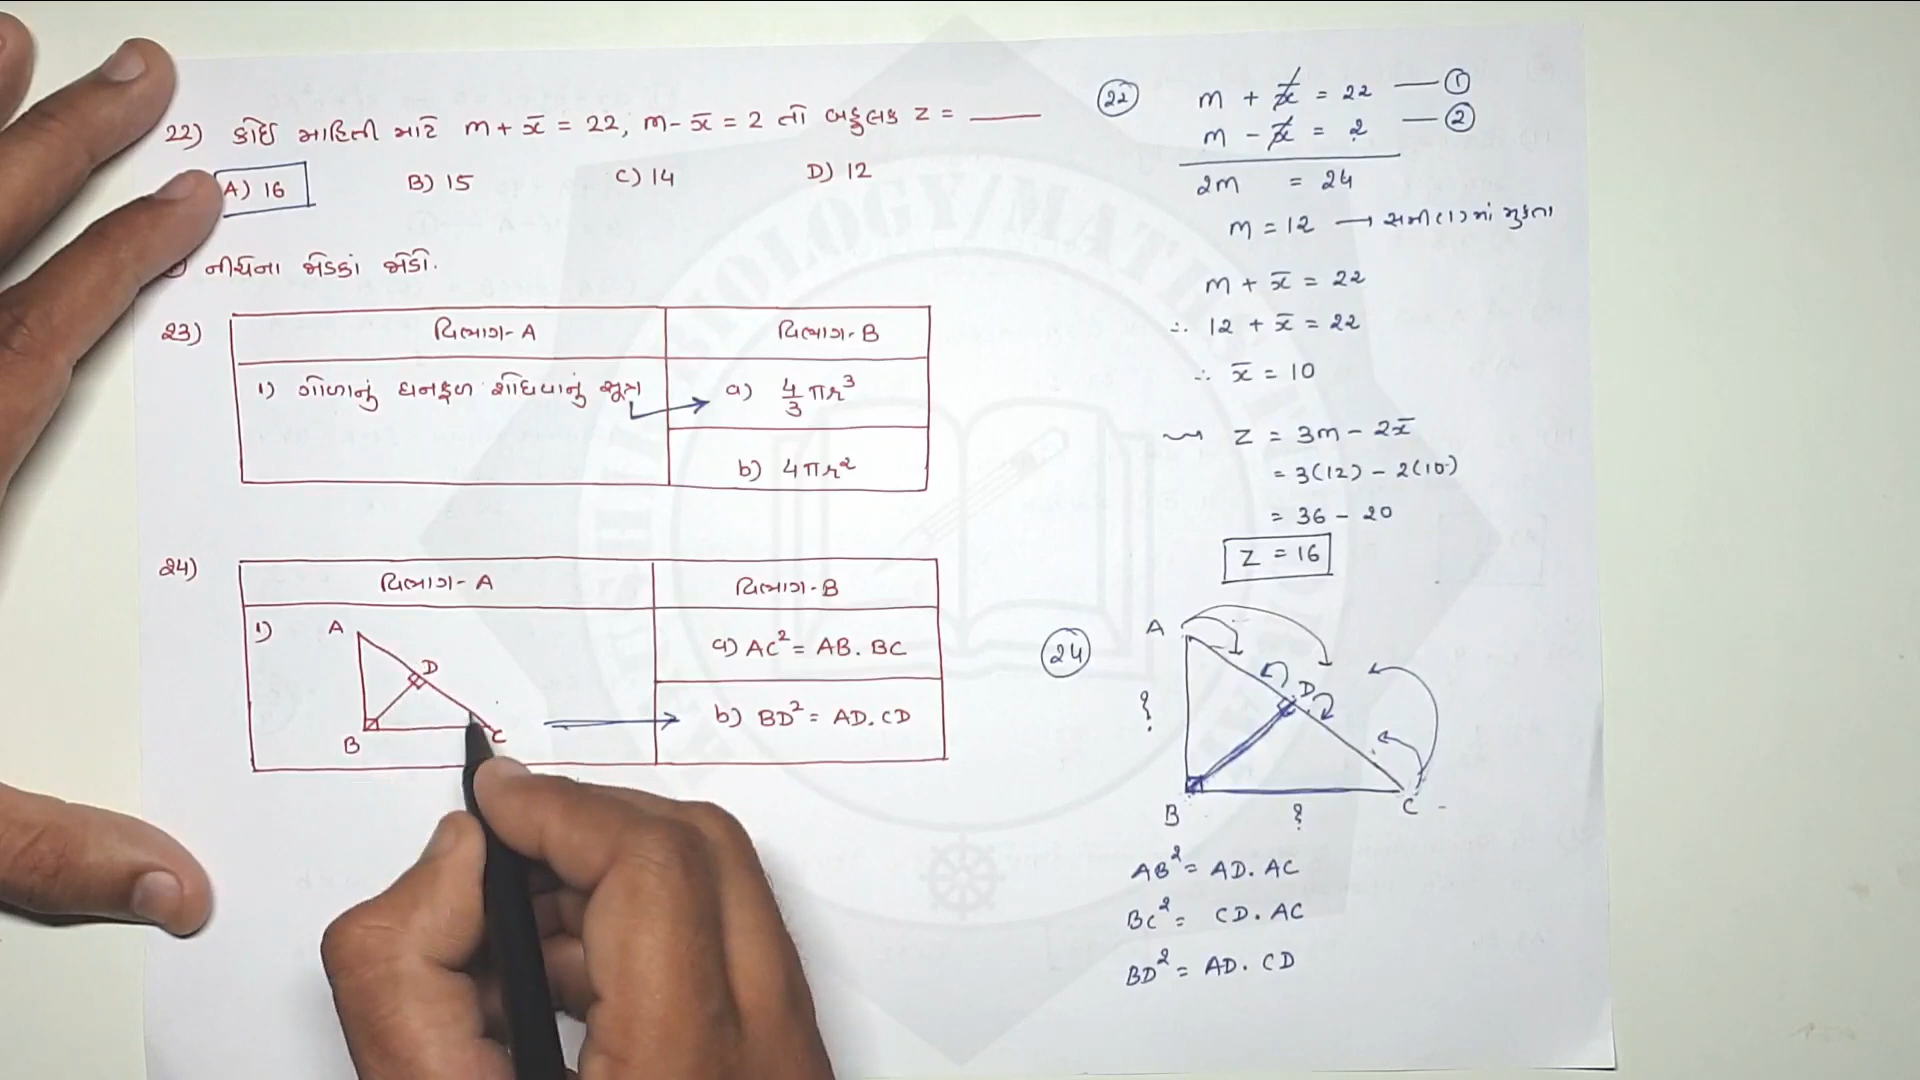 22) કોઈ માહિતી માટે m + x̄ = 22, m - x̄ = 2 તો બહુલક Z = ____
A) 16 B) 15 C) 14 D) 12
નીચેના જોડકાં જોડો.
23)
વિભાગ - A વિભાગ - B
1) ગોળાનું ઘનફળ શોધવાનું સૂત્ર a) 4/3 πr³
b) 4πr²
24)
વિભાગ - A વિભાગ - B
1) A D B C
a) AC² = AB. BC
b) BD² = AD. CD
22 m + x̄ = 22 — 1
m - x̄ = 2 — 2
2m = 24
m = 12 → સમી (1) માં મુકતા
m + x̄ = 22
∴ 12 + x̄ = 22
∴ x̄ = 10
Z = 3m - 2x̄
= 3(12) - 2(10)
= 36 - 20
Z = 16
24 A D B C
? ?
AB² = AD. AC
BC² = CD. AC
BD² = AD. CD
BIOLOGY/MATHS